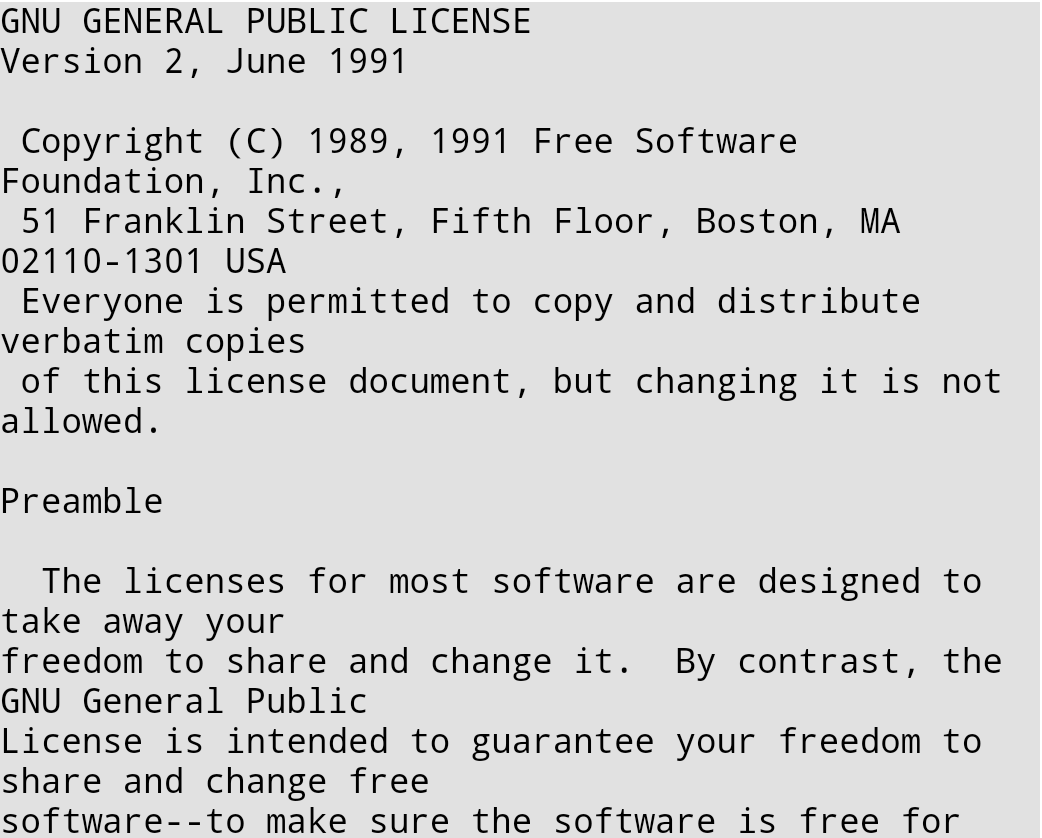 GNU GENERAL PUBLIC LICENSE
Version 2, June 1991

 Copyright (C) 1989, 1991 Free Software
Foundation, Inc.,
 51 Franklin Street, Fifth Floor, Boston, MA
02110-1301 USA
 Everyone is permitted to copy and distribute
verbatim copies
 of this license document, but changing it is not
allowed.

Preamble

  The licenses for most software are designed to
take away your
freedom to share and change it.  By contrast, the
GNU General Public
License is intended to guarantee your freedom to
share and change free
software--to make sure the software is free for